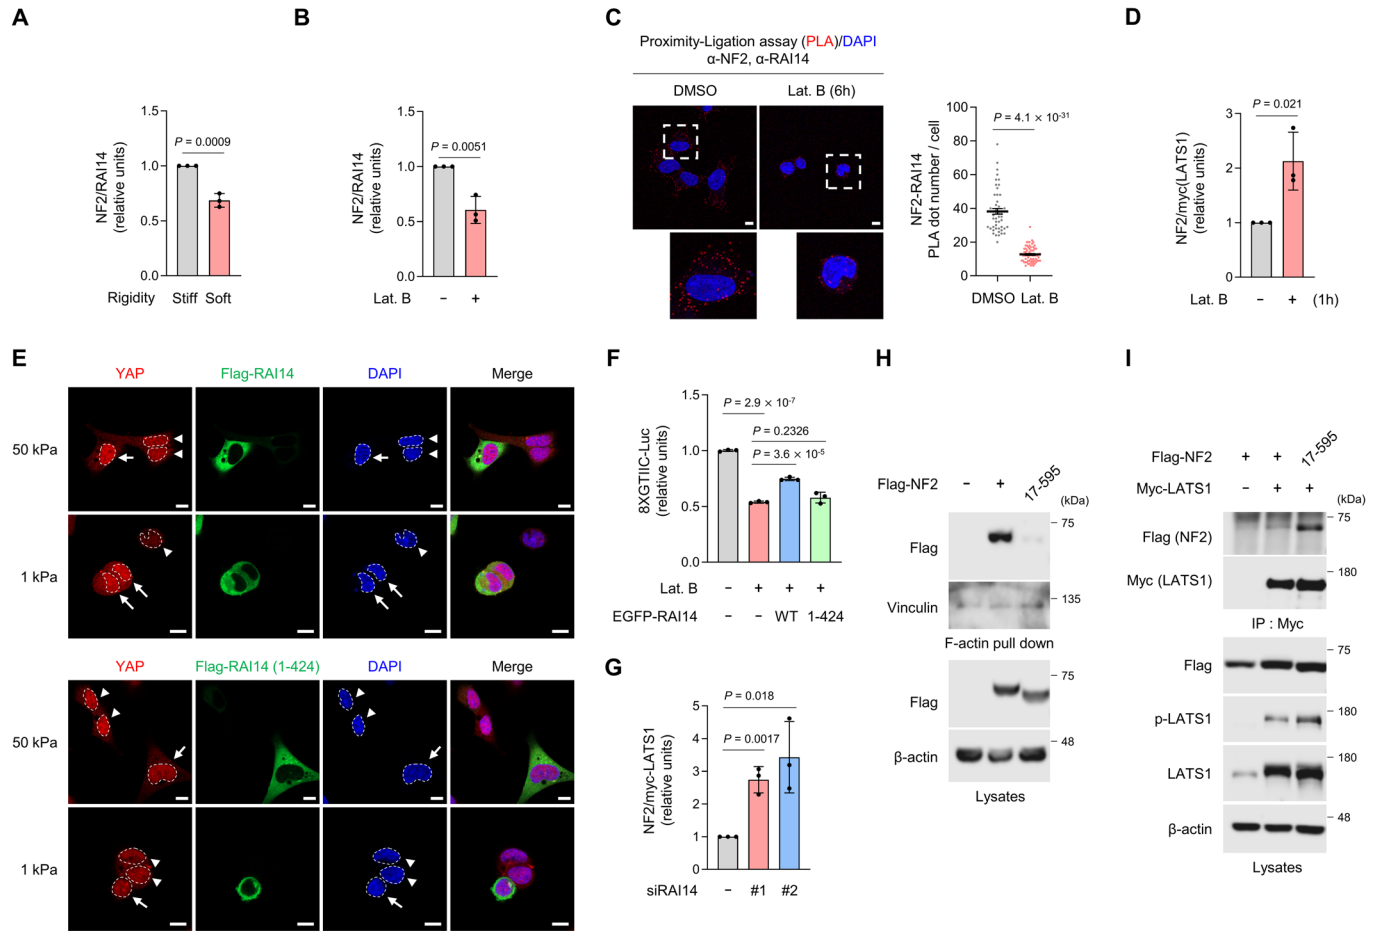 A
NF2/RAI14
(relative units)
1.5
1.0
0.5
0.0
P = 0.0009
Rigidity Stiff Soft
B
NF2/RAI14
(relative units)
1.5
1.0
0.5
0.0
P = 0.0051
Lat. B − +
C
Proximity-Ligation assay (PLA)/DAPI
α-NF2, α-RAI14
DMSO Lat. B (6h)
NF2-RAI14
PLA dot number / cell
100
80
60
40
20
0
P = 4.1 × 10⁻³¹
DMSO Lat. B
D
NF2/myc(LATS1)
(relative units)
3
2
1
0
P = 0.021
Lat. B − + (1h)
E
YAP Flag-RAI14 DAPI Merge
50 kPa
1 kPa
YAP Flag-RAI14 (1-424) DAPI Merge
50 kPa
1 kPa
F
8XGTIIC-Luc
(relative units)
1.5
1.0
0.5
0.0
P = 2.9 × 10⁻⁷
P = 0.2326
P = 3.6 × 10⁻⁵
Lat. B − + + +
EGFP-RAI14 − − WT 1-424
G
NF2/myc-LATS1
(relative units)
5
4
3
2
1
0
P = 0.018
P = 0.0017
siRAI14 − #1 #2
H
Flag-NF2 − + 17-595
(kDa)
Flag
75
Vinculin
135
F-actin pull down
Flag
75
β-actin
48
Lysates
I
Flag-NF2 + + 17-595
Myc-LATS1 − + +
(kDa)
Flag (NF2)
75
Myc (LATS1)
180
IP : Myc
Flag
75
p-LATS1
180
LATS1
180
β-actin
48
Lysates